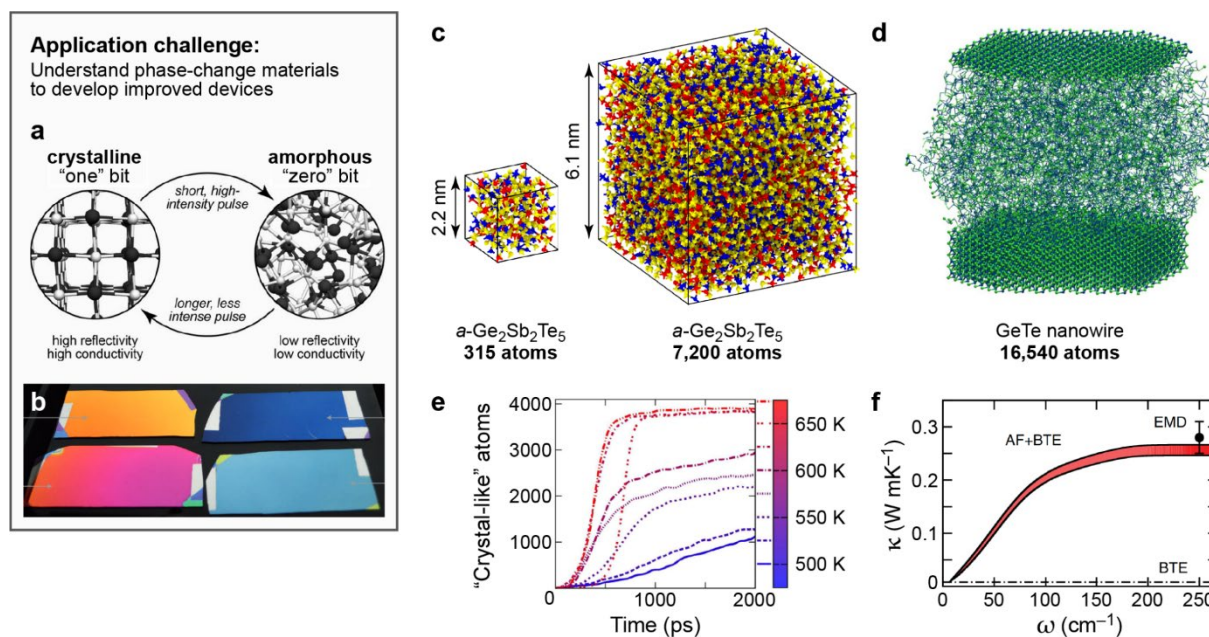 Application challenge:
Understand phase-change materials
to develop improved devices
a
crystalline
"one" bit
amorphous
"zero" bit
short, high-
intensity pulse
longer, less
intense pulse
high reflectivity
high conductivity
low reflectivity
low conductivity
b
c
2.2 nm
6.1 nm
a-Ge₂Sb₂Te₅
315 atoms
a-Ge₂Sb₂Te₅
7,200 atoms
d
GeTe nanowire
16,540 atoms
e
"Crystal-like" atoms
4000
3000
2000
1000
0
1000
2000
Time (ps)
650 K
600 K
550 K
500 K
f
κ (W mK⁻¹)
0.3
0.2
0.1
0
AF+BTE
EMD
BTE
0
50
100
150
200
250
ω (cm⁻¹)